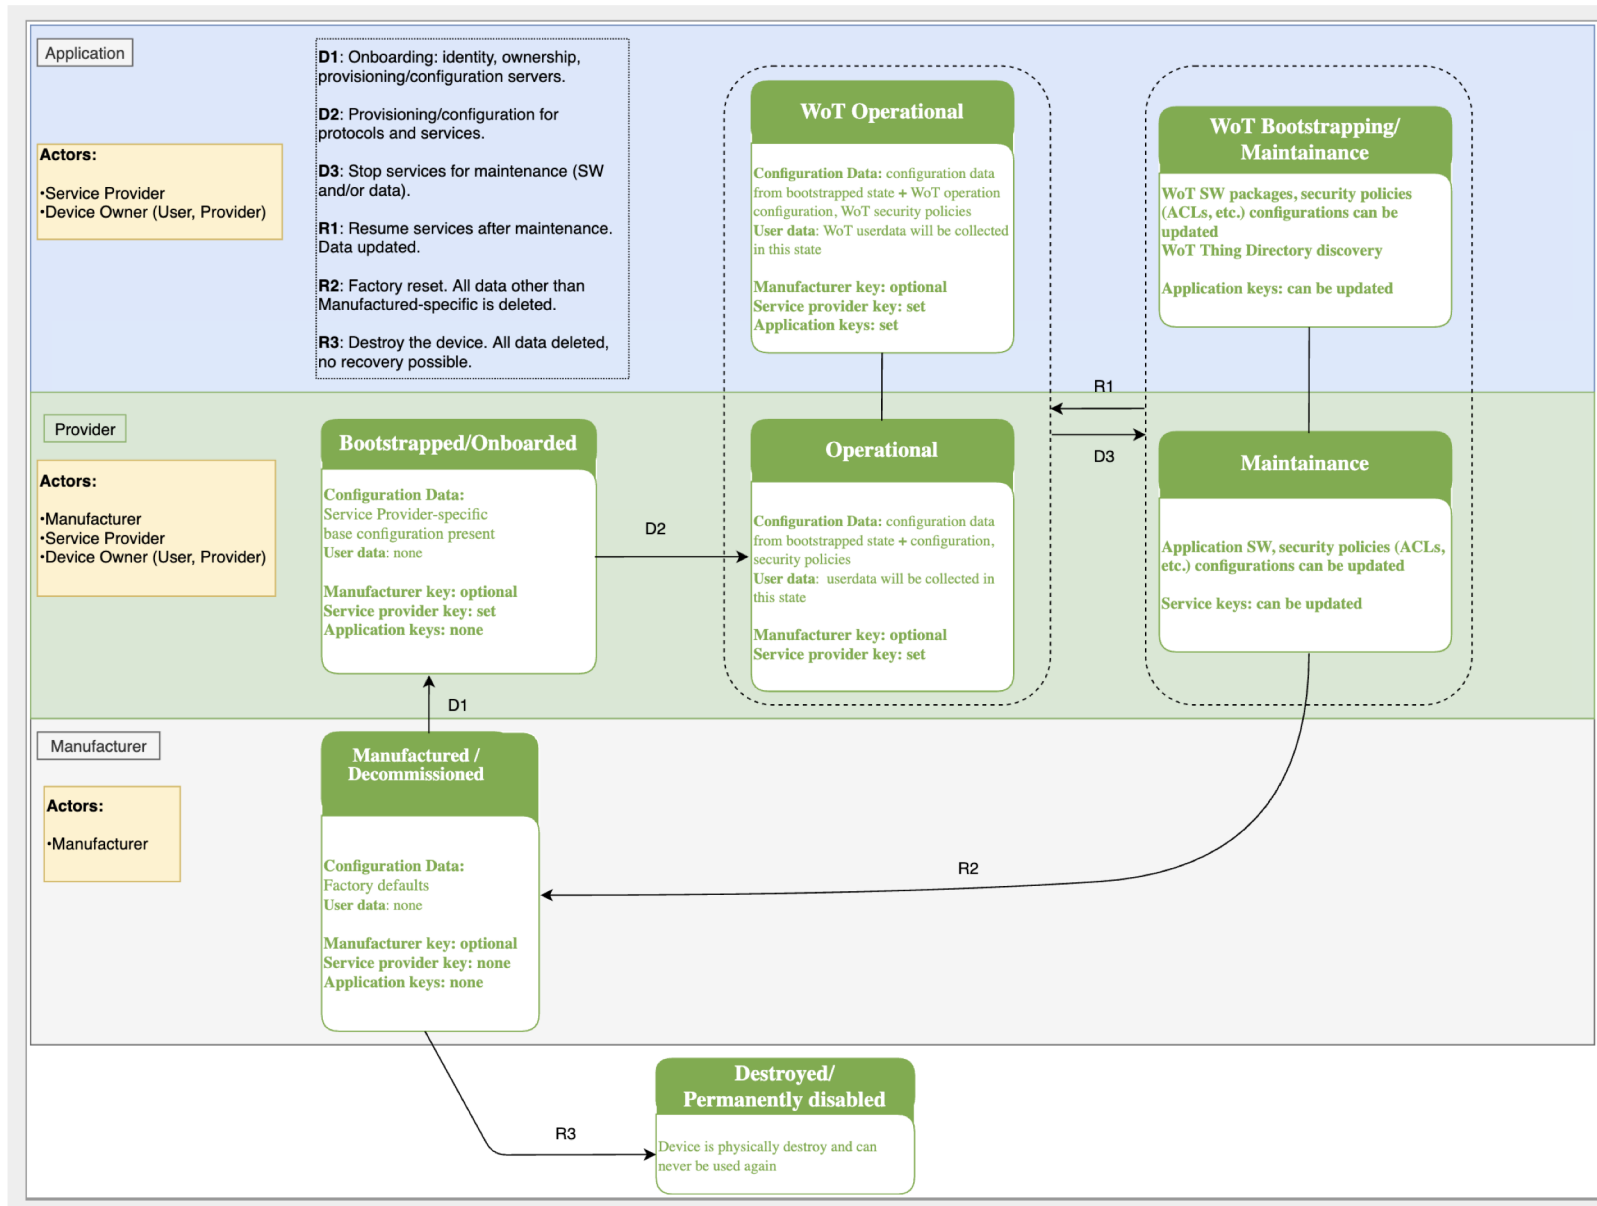 Application
Actors:
•Service Provider
•Device Owner (User, Provider)
D1: Onboarding: identity, ownership,
provisioning/configuration servers.
D2: Provisioning/configuration for
protocols and services.
D3: Stop services for maintenance (SW
and/or data).
R1: Resume services after maintenance.
Data updated.
R2: Factory reset. All data other than
Manufactured-specific is deleted.
R3: Destroy the device. All data deleted,
no recovery possible.
WoT Operational
Configuration Data: configuration data
from bootstrapped state + WoT operation
configuration, WoT security policies
User data: WoT userdata will be collected
in this state
Manufacturer key: optional
Service provider key: set
Application keys: set
WoT Bootstrapping/
Maintainance
WoT SW packages, security policies
(ACLs, etc.) configurations can be
updated
WoT Thing Directory discovery
Application keys: can be updated
R1
D3
Provider
Actors:
•Manufacturer
•Service Provider
•Device Owner (User, Provider)
Bootstrapped/Onboarded
Configuration Data:
Service Provider-specific
base configuration present
User data: none
Manufacturer key: optional
Service provider key: set
Application keys: none
D2
Operational
Configuration Data: configuration data
from bootstrapped state + configuration,
security policies
User data: userdata will be collected in
this state
Manufacturer key: optional
Service provider key: set
Maintainance
Application SW, security policies (ACLs,
etc.) configurations can be updated
Service keys: can be updated
D1
Manufacturer
Actors:
•Manufacturer
Manufactured /
Decommissioned
Configuration Data:
Factory defaults
User data: none
Manufacturer key: optional
Service provider key: none
Application keys: none
R2
R3
Destroyed/
Permanently disabled
Device is physically destroy and can
never be used again